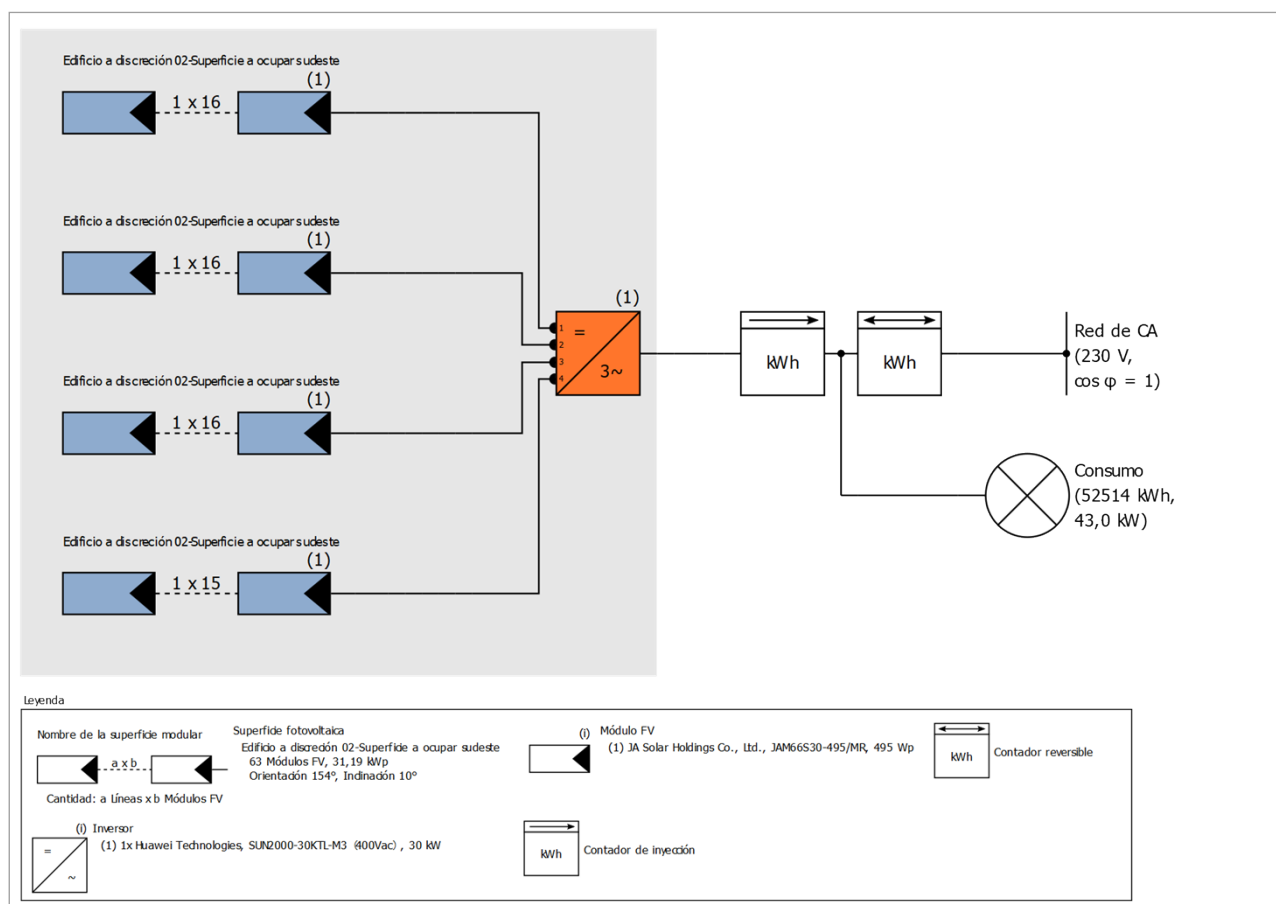 Edificio a discreción 02-Superficie a ocupar sudeste
(1)
1 x 16
Edificio a discreción 02-Superficie a ocupar sudeste
(1)
1 x 16
(1)
1
=
2
3
3~
4
kWh
kWh
Red de CA
(230 V,
cos φ = 1)
Edificio a discreción 02-Superficie a ocupar sudeste
(1)
1 x 16
Consumo
(52514 kWh,
43,0 kW)
Edificio a discreción 02-Superficie a ocupar sudeste
(1)
1 x 15
Leyenda
Nombre de la superficie modular
a x b
Cantidad: a Líneas x b Módulos FV
Superficie fotovoltaica
Edificio a discreción 02-Superficie a ocupar sudeste
63 Módulos FV, 31,19 kWp
Orientación 154°, Inclinación 10°
(i) Módulo FV
(1) JA Solar Holdings Co., Ltd., JAM66S30-495/MR, 495 Wp
kWh
Contador reversible
(i) Inversor
=
~
(1) 1x Huawei Technologies, SUN2000-30KTL-M3 (400Vac) , 30 kW
kWh
Contador de inyección